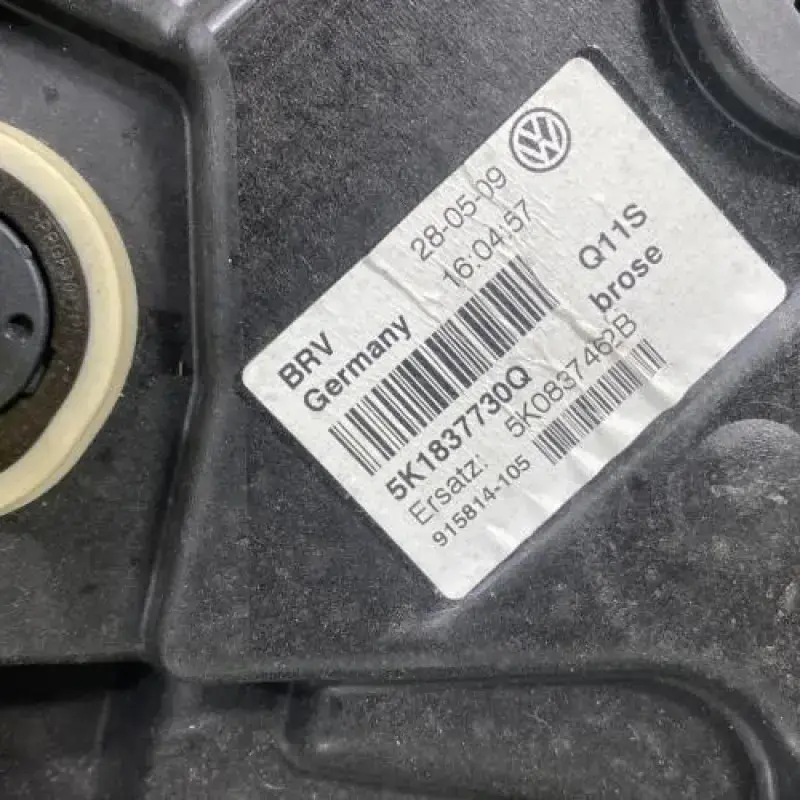 28-05-09
16:04:57
BRV
Germany
Q11S
brose
5K1837730Q
Ersatz: 5K0837462B
915814-105